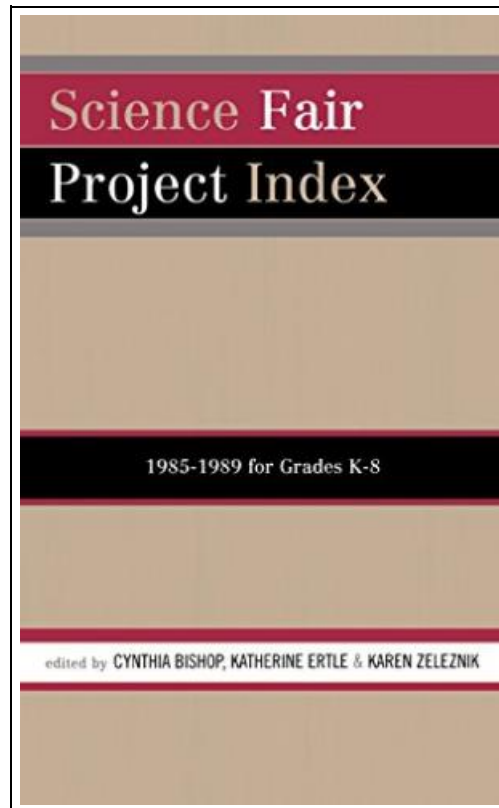 Science Fair
Project Index
1985-1989 for Grades K-8
edited by CYNTHIA BISHOP, KATHERINE ERTLE & KAREN ZELEZNIK